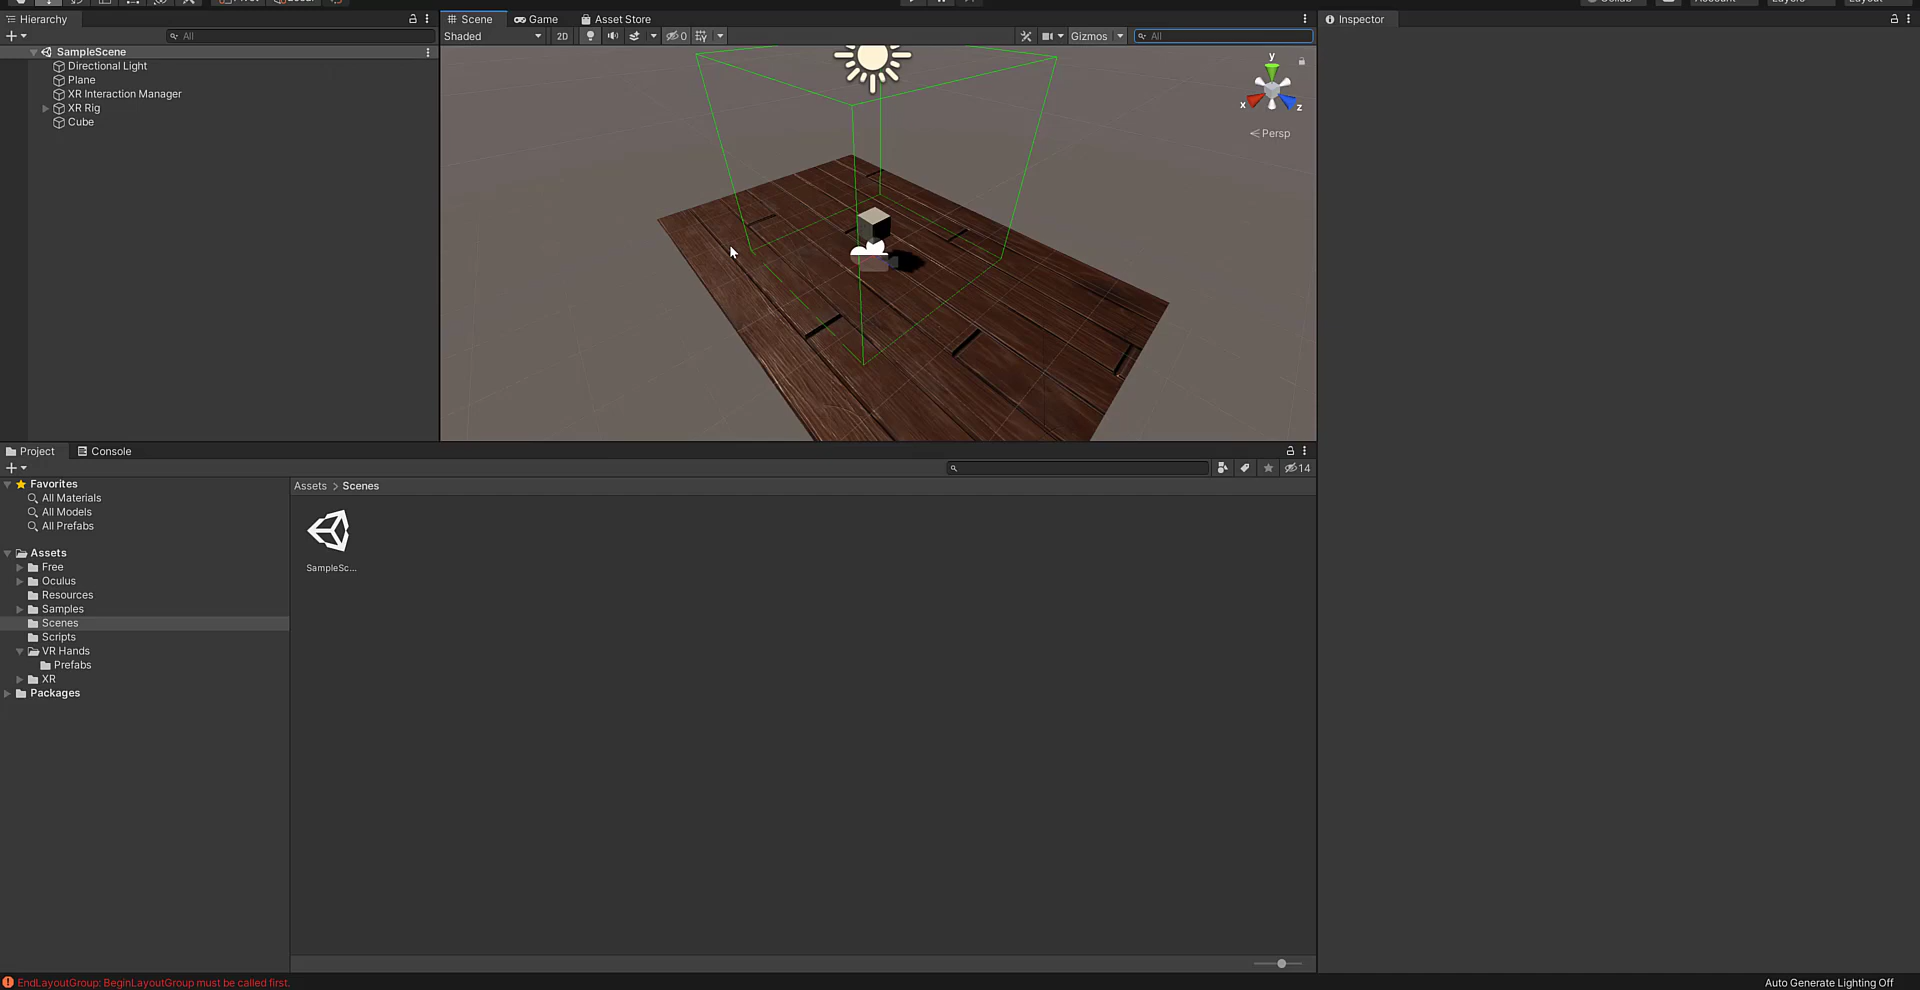 Hierarchy
Scene
Game
Asset Store
Inspector
All
Shaded
2D
0
Gizmos
All
SampleScene
Directional Light
Plane
XR Interaction Manager
XR Rig
Cube
y
x
z
Persp
Project
Console
14
Favorites
All Materials
All Models
All Prefabs
Assets > Scenes
SampleSc...
Assets
Free
Oculus
Resources
Samples
Scenes
Scripts
VR Hands
Prefabs
XR
Packages
EndLayoutGroup: BeginLayoutGroup must be called first.
Auto Generate Lighting Off